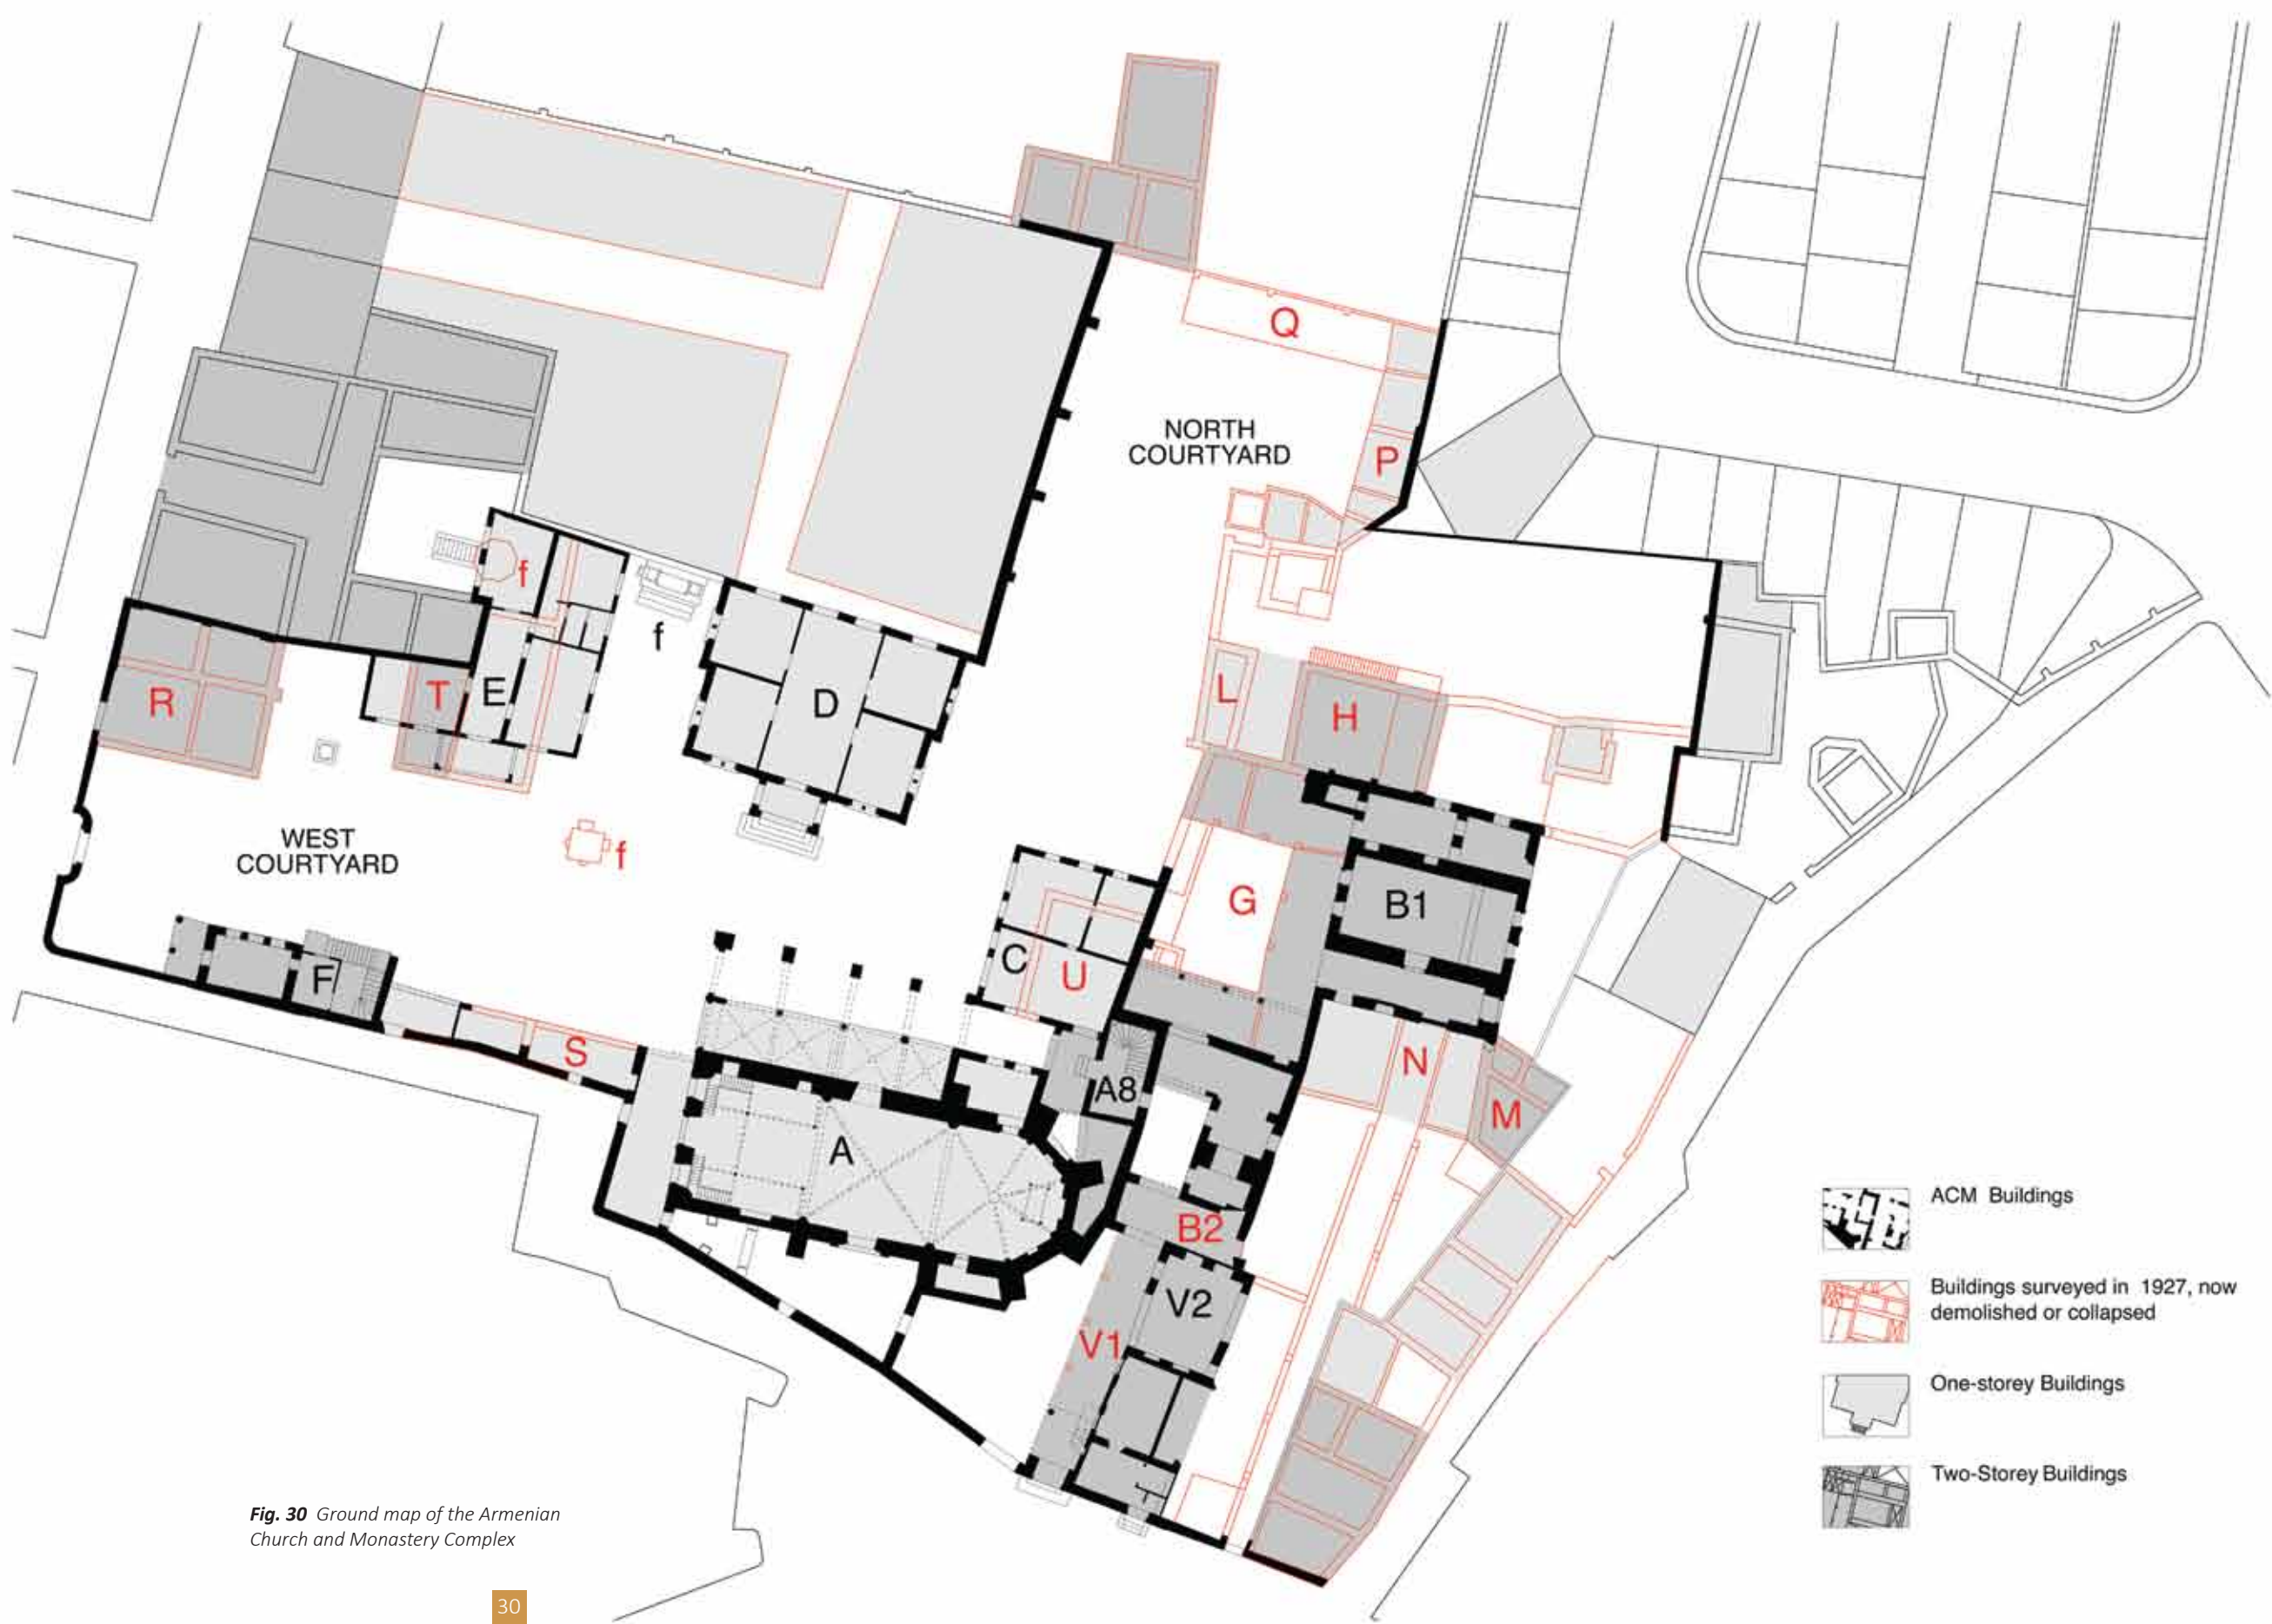 Q
NORTH
COURTYARD
P
f
f
R
T
E
D
L
H
WEST
COURTYARD
f
G
B1
F
C
U
S
A8
N
M
A
B2
V2
V1
ACM Buildings
Buildings surveyed in 1927, now
demolished or collapsed
One-storey Buildings
Two-Storey Buildings
Fig. 30 Ground map of the Armenian
Church and Monastery Complex
30